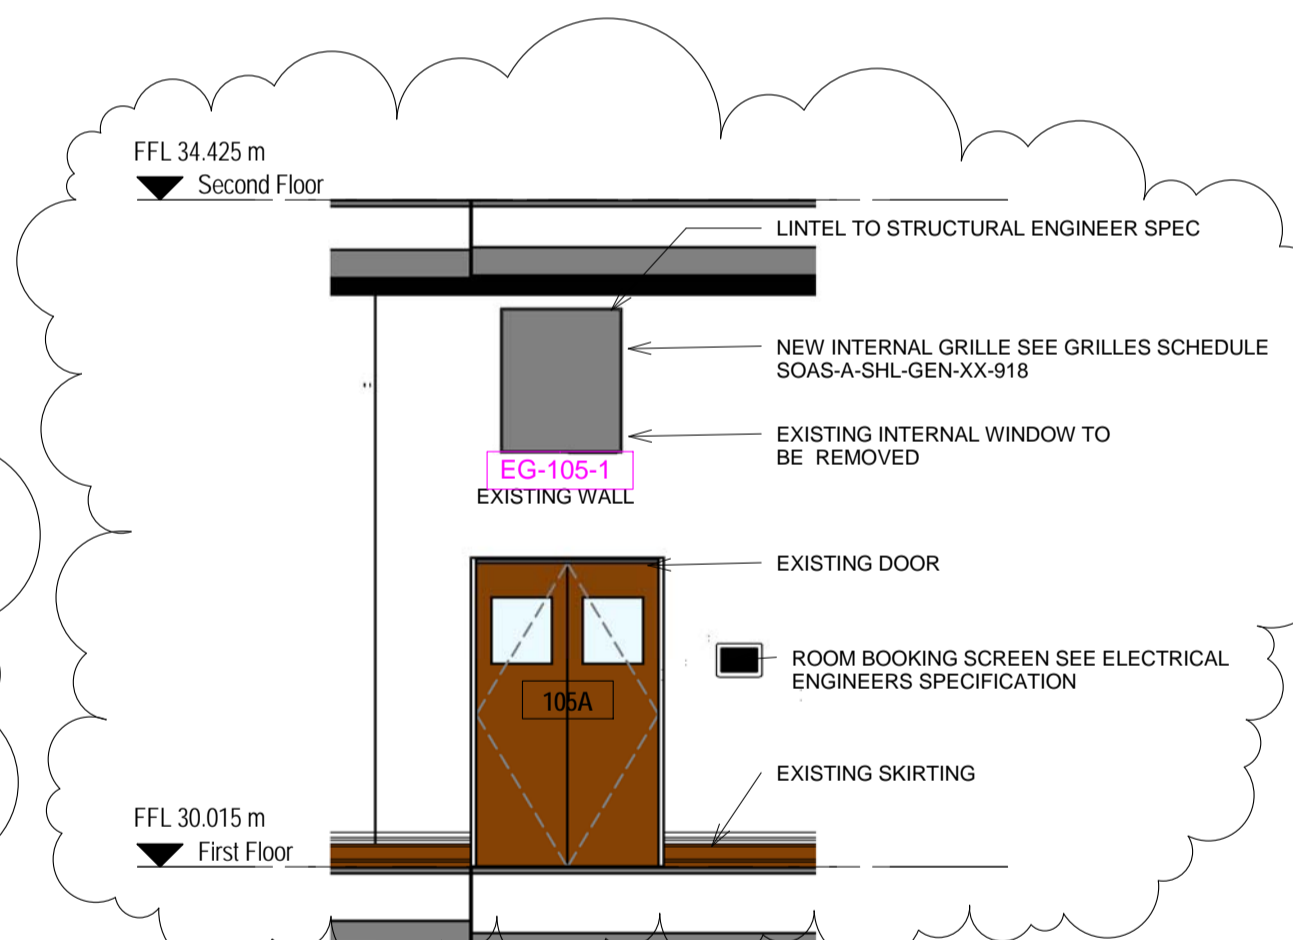 FFL 34.425 m
Second Floor
LINTEL TO STRUCTURAL ENGINEER SPEC
NEW INTERNAL GRILLE SEE GRILLES SCHEDULE
SOAS-A-SHL-GEN-XX-918
EXISTING INTERNAL WINDOW TO
BE REMOVED
EG-105-1
EXISTING WALL
EXISTING DOOR
ROOM BOOKING SCREEN SEE ELECTRICAL
ENGINEERS SPECIFICATION
105A
EXISTING SKIRTING
FFL 30.015 m
First Floor